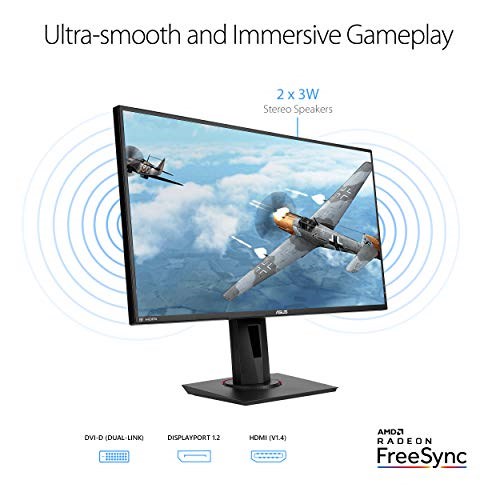 Ultra-smooth and Immersive Gameplay
2 x 3W
Stereo Speakers
HDMI
ASUS
DVI-D (DUAL-LINK)
DISPLAYPORT 1.2
HDMI (V1.4)
AMD
RADEON
FreeSync